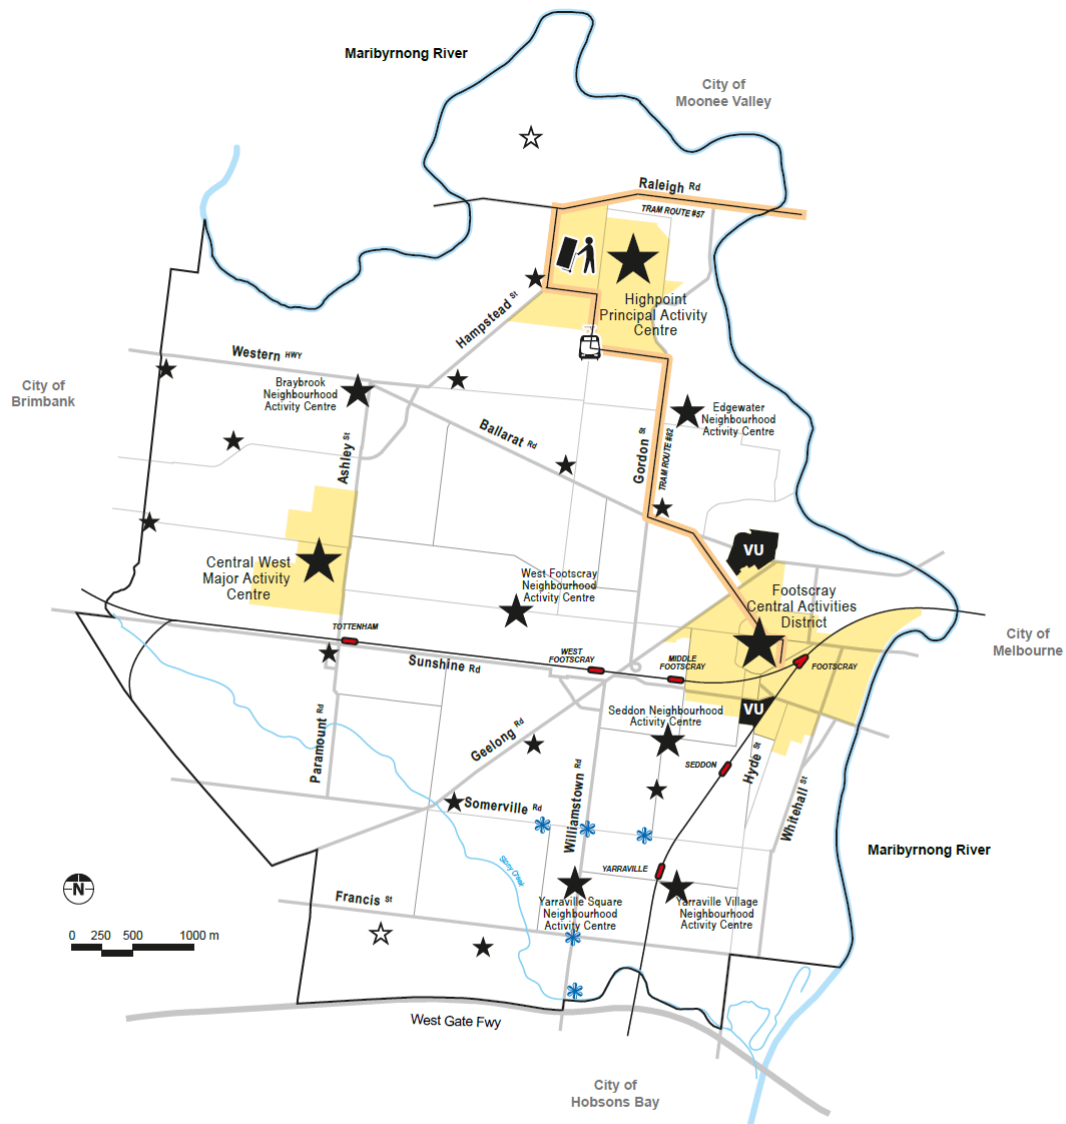 Maribyrnong River
City of
Moonee Valley
Raleigh Rd
TRAM ROUTE #57
Highpoint
Principal Activity
Centre
Hampstead St
Western HWY
City of
Brimbank
Braybrook
Neighbourhood
Activity Centre
Edgewater
Neighbourhood
Activity Centre
Ballarat Rd
Ashley St
Gordon St
TRAM ROUTE #82
VU
Central West
Major Activity
Centre
West Footscray
Neighbourhood
Activity Centre
Footscray
Central Activities
District
TOTTENHAM
City of
Melbourne
WEST
FOOTSCRAY
MIDDLE
FOOTSCRAY
FOOTSCRAY
Sunshine Rd
Seddon Neighbourhood
Activity Centre
VU
Paramount Rd
Geelong Rd
SEDDON
Hyde St
Williamstown Rd
Whitehall St
Somerville Rd
Maribyrnong River
Stony Creek
YARRAVILLE
N
Francis St
Yarraville Square
Neighbourhood
Activity Centre
Yarraville Village
Neighbourhood
Activity Centre
0 250 500 1000 m
West Gate Fwy
City of
Hobsons Bay